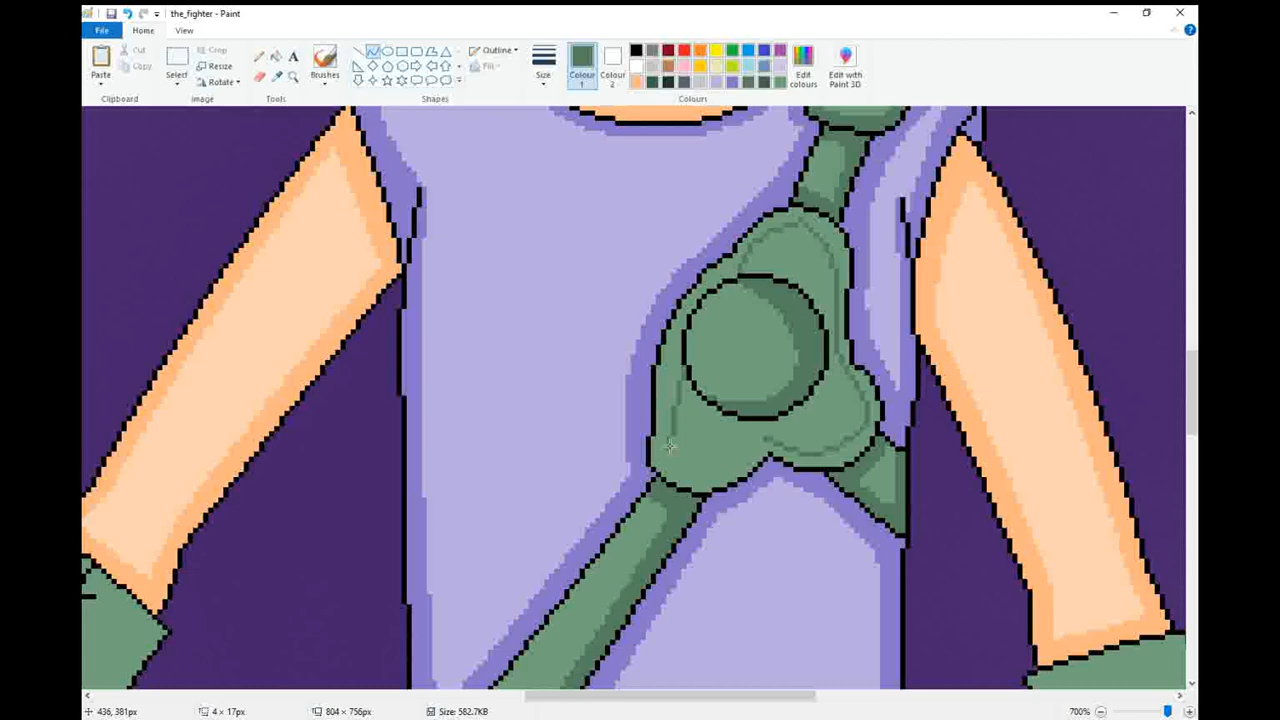 the_fighter - Paint
File Home View
Paste Cut Copy Clipboard
Select Crop Resize Rotate Image
A Tools
Brushes
Shapes
Outline Fill
Size
Colour 1
Colour 2
Edit colours
Edit with Paint 3D
Colours
436, 381px 4 × 17px 804 × 756px Size: 582.7KB 700%